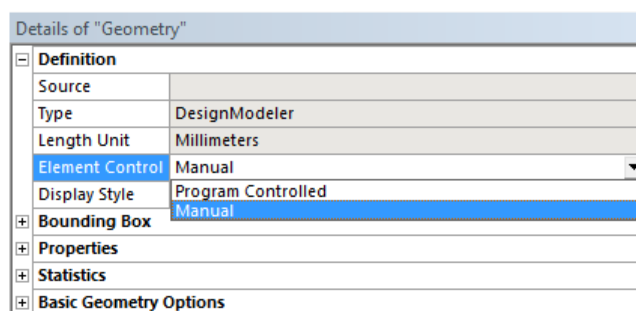 Details of "Geometry"
Definition
Source
Type DesignModeler
Length Unit Millimeters
Element Control Manual
Display Style Program Controlled
Manual
Bounding Box
Properties
Statistics
Basic Geometry Options